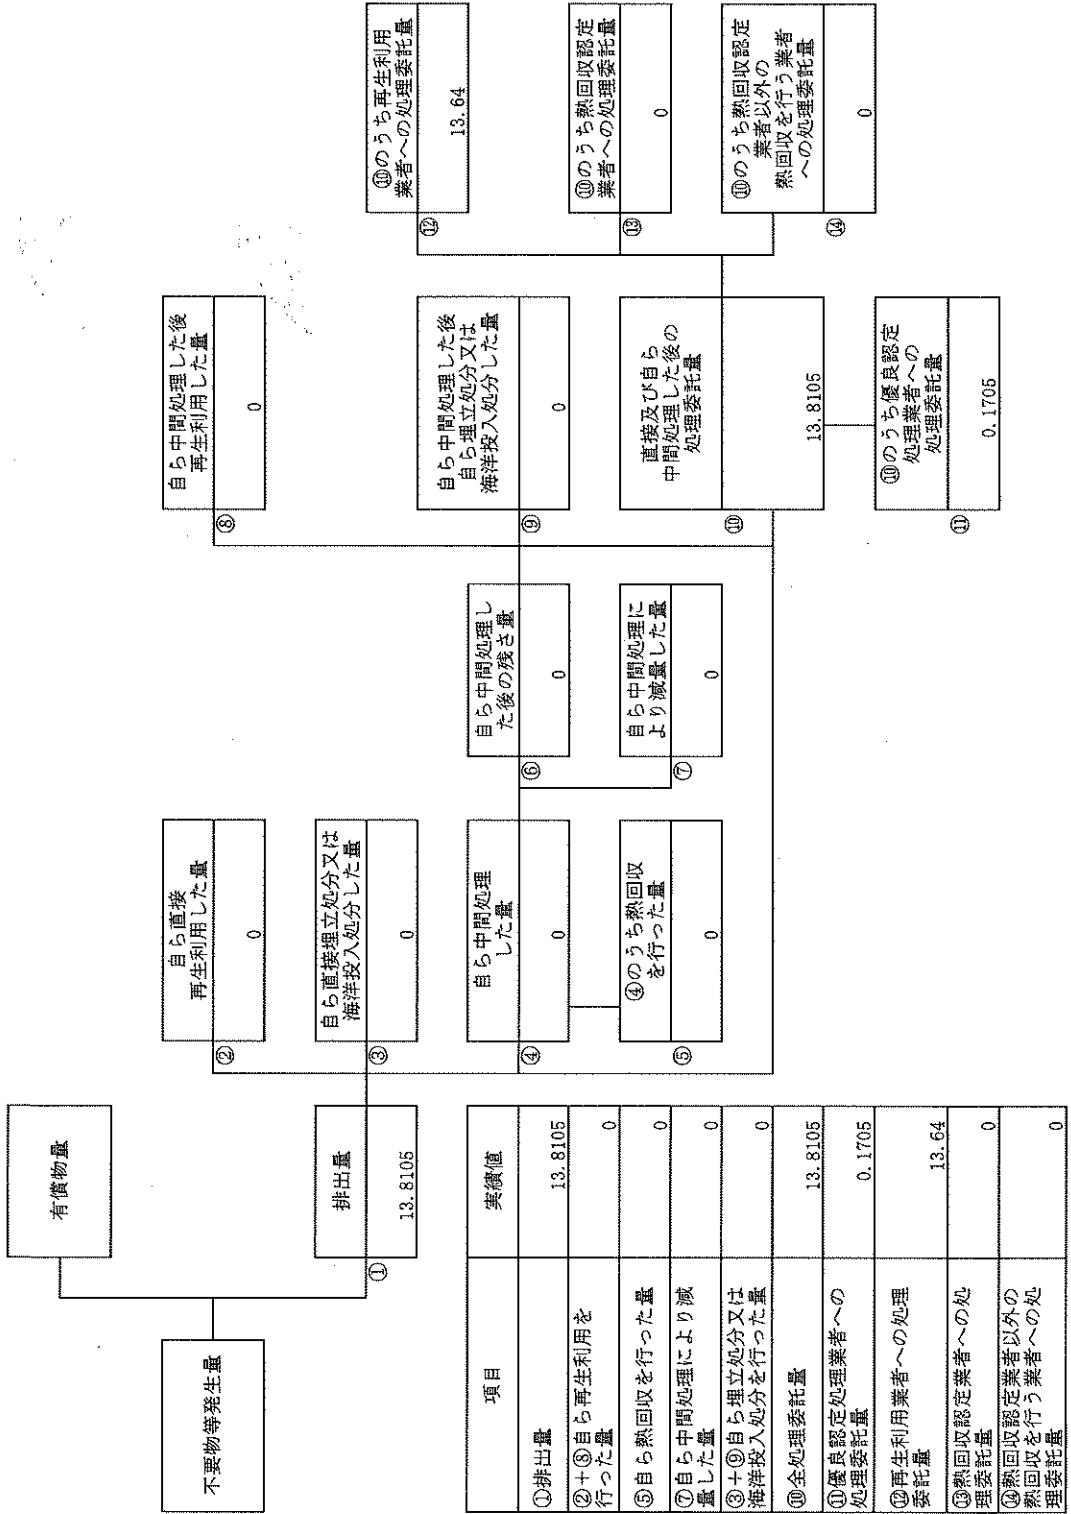 不要物等発生量
有償物量
①
排出量
13.8105
②
自ら直接
再生利用した量
0
③
自ら直接埋立処分又は
海洋投入処分した量
0
④
自ら中間処理
した量
0
⑤
④のうち熱回収
を行った量
0
⑥
自ら中間処理し
た後の残さ量
0
⑦
自ら中間処理に
より減量した量
0
⑧
自ら中間処理した後
再生利用した量
0
⑨
自ら中間処理した後
自ら埋立処分又は
海洋投入処分した量
0
⑩
直接及び自ら
中間処理した後の
処理委託量
13.8105
⑪
⑩のうち優良認定
処理業者への
処理委託量
0.1705
⑫
⑩のうち再生利用
業者への処理委託量
13.64
⑬
⑩のうち熱回収認定
業者への処理委託量
0
⑭
⑩のうち熱回収認定
業者以外の
熱回収を行う業者
への処理委託量
0
項目 実績値
①排出量 13.8105
②+⑧自ら再生利用を
行った量 0
⑤自ら熱回収を行った量 0
⑦自ら中間処理により減
量した量 0
③+⑨自ら埋立処分又は
海洋投入処分を行った量 0
⑩全処理委託量 13.8105
⑪優良認定処理業者への
処理委託量 0.1705
⑫再生利用業者への処理
委託量 13.64
⑬熱回収認定業者への処
理委託量 0
⑭熱回収認定業者以外の
熱回収を行う業者への処
理委託量 0